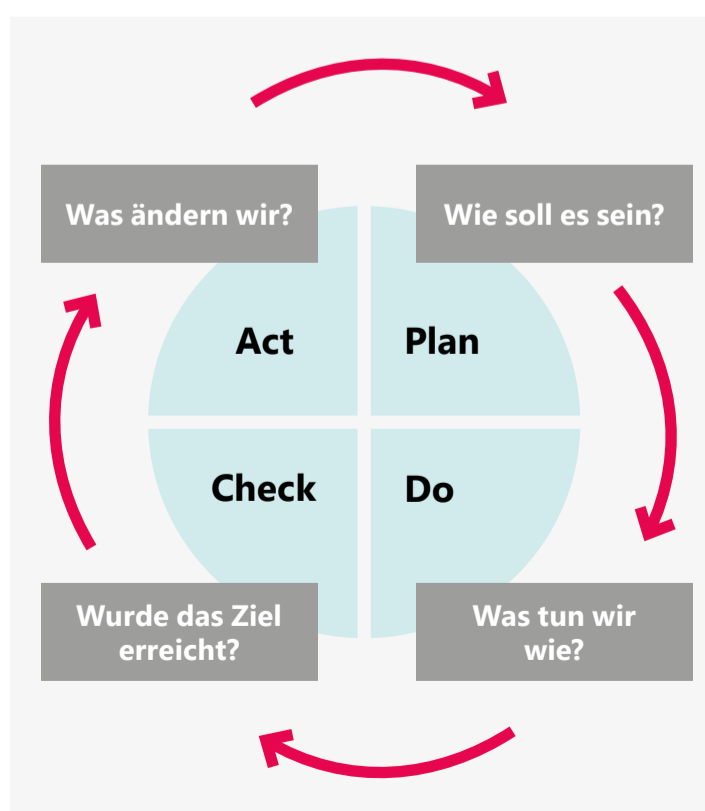 Was ändern wir?
Wie soll es sein?
Act
Plan
Check
Do
Wurde das Ziel
erreicht?
Was tun wir
wie?